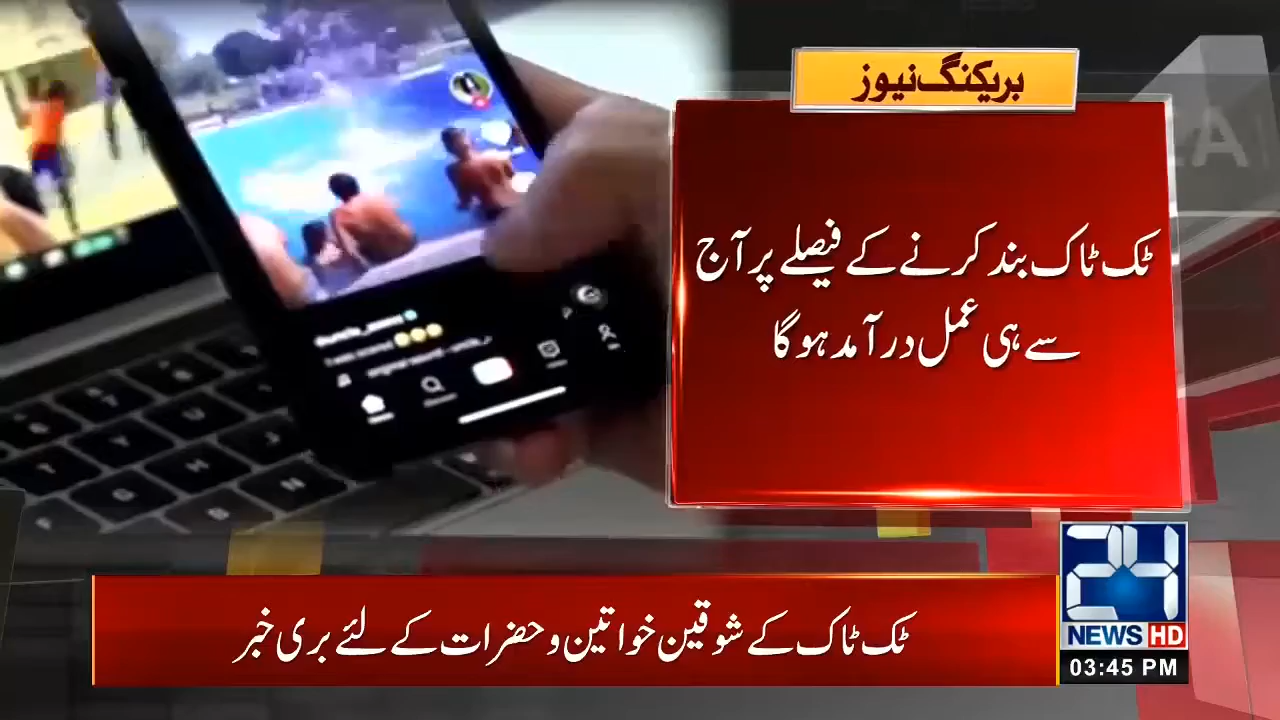 بریکنگ نیوز
ٹک ٹاک بند کرنے کے فیصلے پر آج
سے ہی عمل درآمد ہوگا
ٹک ٹاک کے شوقین خواتین و حضرات کے لئے بری خبر
24
NEWS HD
03:45 PM